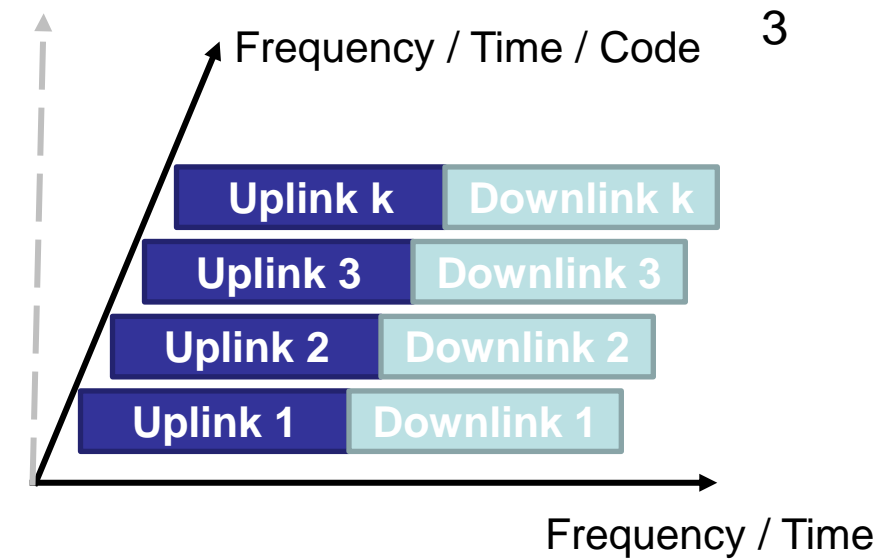 Frequency / Time / Code 3
Uplink k Downlink k
Uplink 3 Downlink 3
Uplink 2 Downlink 2
Uplink 1 Downlink 1
Frequency / Time